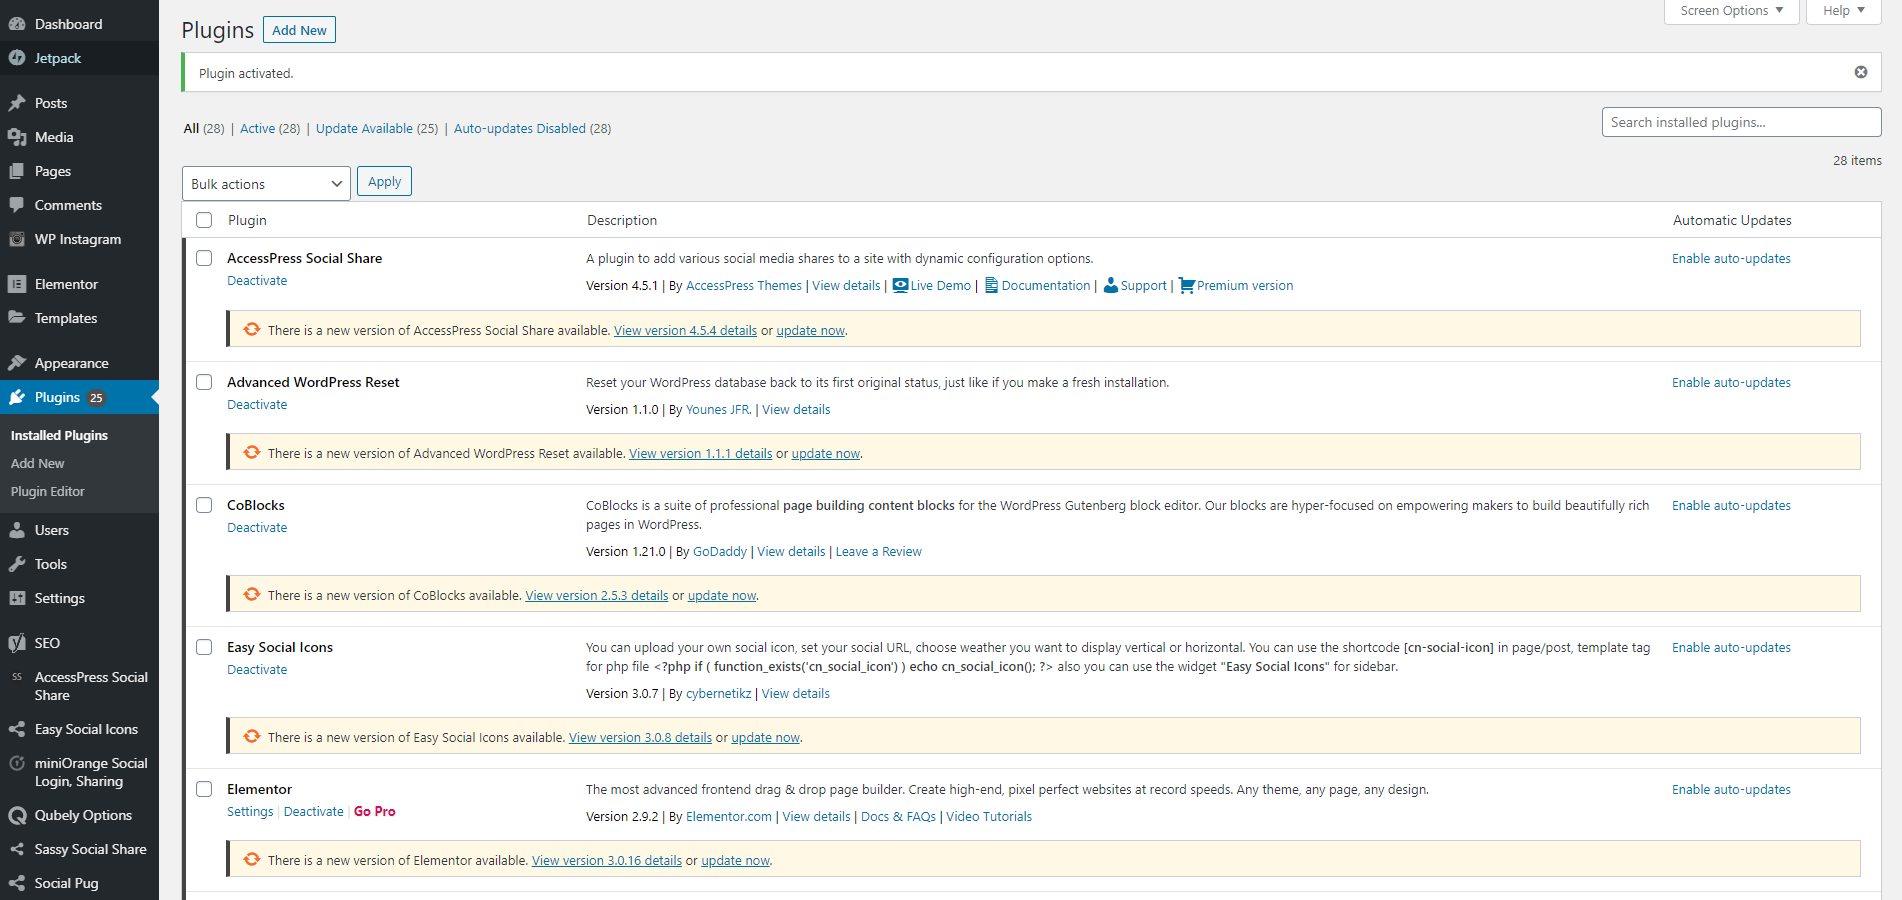 Dashboard
Jetpack
Posts
Media
Pages
Comments
WP Instagram
Elementor
Templates
Appearance
Plugins 25
Installed Plugins
Add New
Plugin Editor
Users
Tools
Settings
SEO
SS AccessPress Social
Share
Easy Social Icons
miniOrange Social
Login, Sharing
Qubely Options
Sassy Social Share
Social Pug
Screen Options
Help
Plugins Add New
Plugin activated.
All (28) | Active (28) | Update Available (25) | Auto-updates Disabled (28)
Search installed plugins...
28 items
Bulk actions Apply
Plugin Description Automatic Updates
AccessPress Social Share
Deactivate
A plugin to add various social media shares to a site with dynamic configuration options.
Version 4.5.1 | By AccessPress Themes | View details | Live Demo | Documentation | Support | Premium version
Enable auto-updates
There is a new version of AccessPress Social Share available. View version 4.5.4 details or update now.
Advanced WordPress Reset
Deactivate
Reset your WordPress database back to its first original status, just like if you make a fresh installation.
Version 1.1.0 | By Younes JFR. | View details
Enable auto-updates
There is a new version of Advanced WordPress Reset available. View version 1.1.1 details or update now.
CoBlocks
Deactivate
CoBlocks is a suite of professional page building content blocks for the WordPress Gutenberg block editor. Our blocks are hyper-focused on empowering makers to build beautifully rich
pages in WordPress.
Version 1.21.0 | By GoDaddy | View details | Leave a Review
Enable auto-updates
There is a new version of CoBlocks available. View version 2.5.3 details or update now.
Easy Social Icons
Deactivate
You can upload your own social icon, set your social URL, choose weather you want to display vertical or horizontal. You can use the shortcode [cn-social-icon] in page/post, template tag
for php file <?php if ( function_exists('cn_social_icon') ) echo cn_social_icon(); ?> also you can use the widget "Easy Social Icons" for sidebar.
Version 3.0.7 | By cybernetikz | View details
Enable auto-updates
There is a new version of Easy Social Icons available. View version 3.0.8 details or update now.
Elementor
Settings | Deactivate | Go Pro
The most advanced frontend drag & drop page builder. Create high-end, pixel perfect websites at record speeds. Any theme, any page, any design.
Version 2.9.2 | By Elementor.com | View details | Docs & FAQs | Video Tutorials
Enable auto-updates
There is a new version of Elementor available. View version 3.0.16 details or update now.